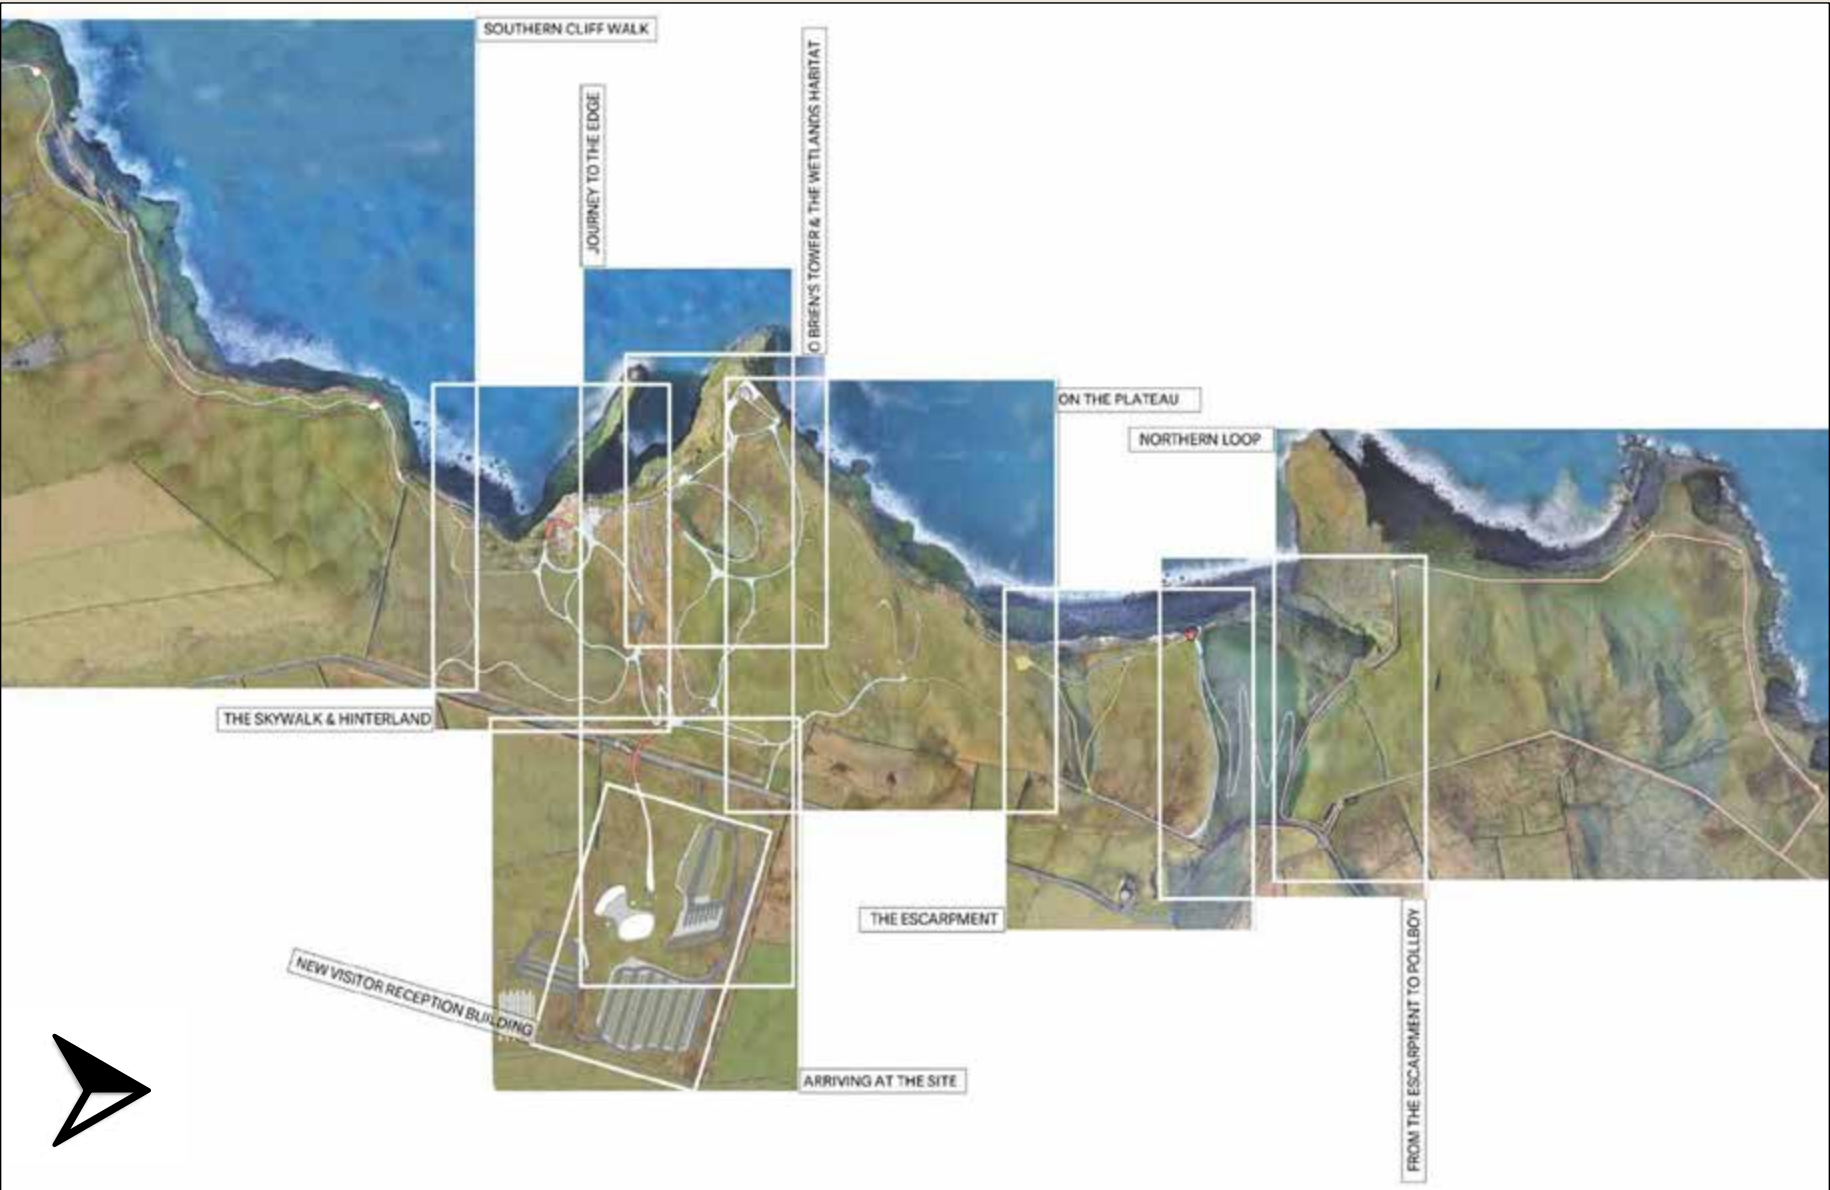 SOUTHERN CLIFF WALK
JOURNEY TO THE EDGE
O BRIEN'S TOWER & THE WETLANDS HABITAT
ON THE PLATEAU
NORTHERN LOOP
THE SKYWALK & HINTERLAND
THE ESCARPMENT
NEW VISITOR RECEPTION BUILDING
ARRIVING AT THE SITE
FROM THE ESCARPMENT TO POLLBOY